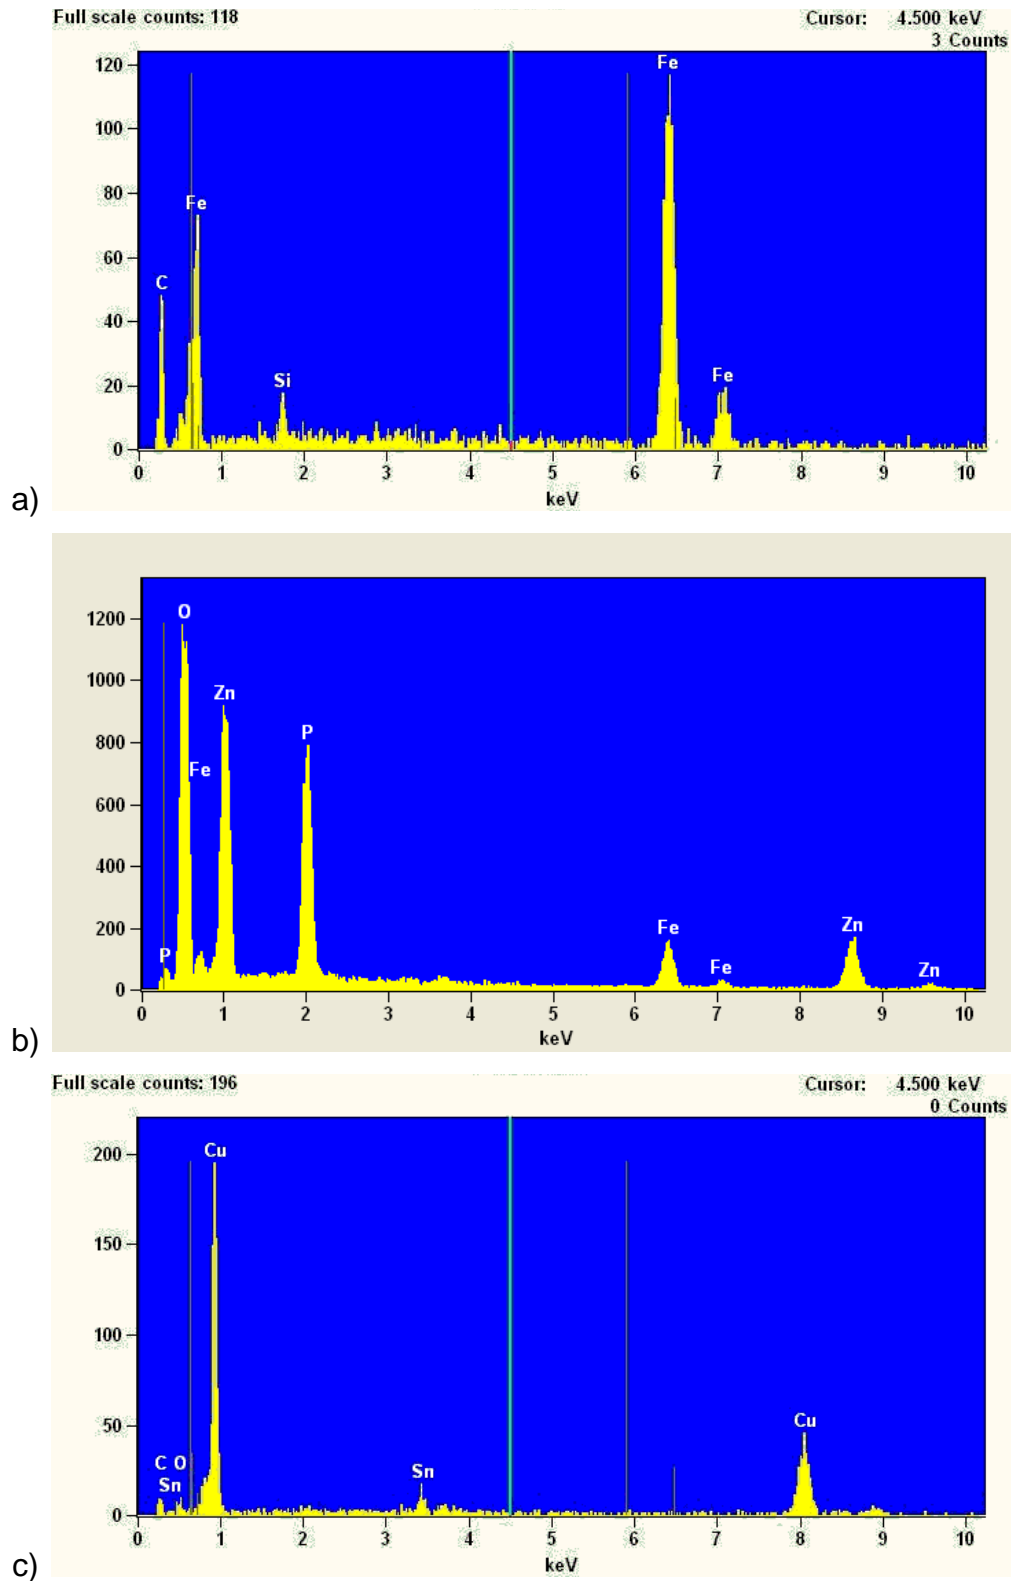 Full scale counts: 118 Cursor: 4.500 keV
3 Counts
120
100
80
60
40
20
0
Fe
Fe
C
Si
Fe
0 1 2 3 4 5 6 7 8 9 10
keV
a)
1200
1000
800
600
400
200
0
O
Zn
P
Fe
P
Fe
Fe
Zn
Zn
0 1 2 3 4 5 6 7 8 9 10
keV
b)
Full scale counts: 196 Cursor: 4.500 keV
0 Counts
200
150
100
50
0
Cu
C O
Sn
Sn
Cu
0 1 2 3 4 5 6 7 8 9 10
keV
c)